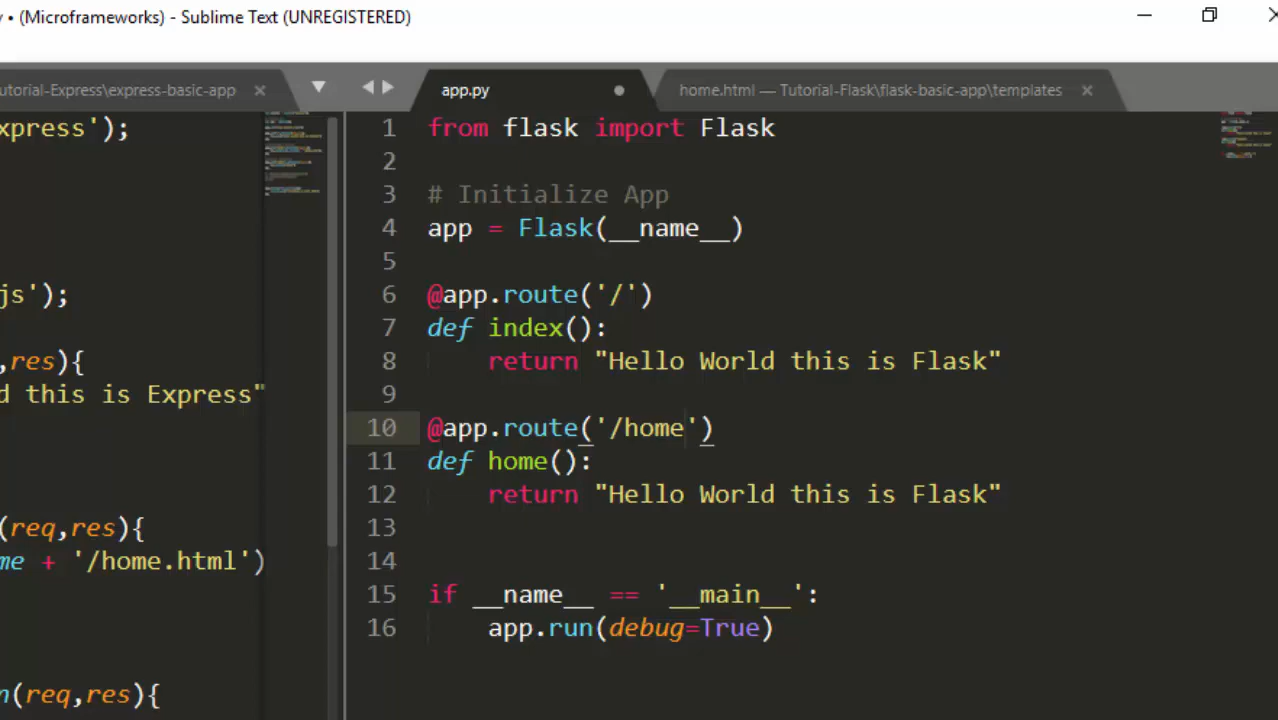 • (Microframeworks) - Sublime Text (UNREGISTERED)
utorial-Express\express-basic-app ×
app.py
home.html — Tutorial-Flask\flask-basic-app\templates ×
xpress');
js');
,res){
d this is Express"
(req,res){
me + '/home.html')
n(req,res){
1 from flask import Flask
2
3 # Initialize App
4 app = Flask(__name__)
5
6 @app.route('/')
7 def index():
8 return "Hello World this is Flask"
9
10 @app.route('/home')
11 def home():
12 return "Hello World this is Flask"
13
14
15 if __name__ == '__main__':
16 app.run(debug=True)